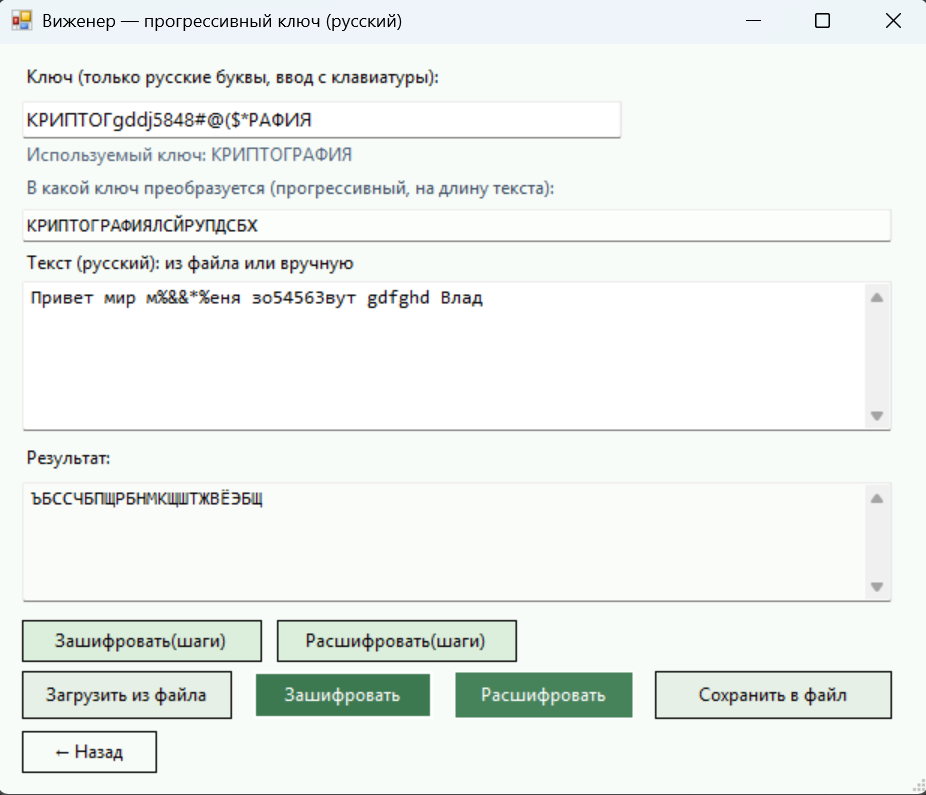 Виженер — прогрессивный ключ (русский)
Ключ (только русские буквы, ввод с клавиатуры):
КРИПТОГgddj5848#@($*РАФИЯ
Используемый ключ: КРИПТОГРАФИЯ
В какой ключ преобразуется (прогрессивный, на длину текста):
КРИПТОГРАФИЯЛСЙРУПДСБХ
Текст (русский): из файла или вручную
Привет мир м%&&*%еня зо54563вут gdfghd Влад
Результат:
ЪБССЧБПЩРБНМКЩШТЖВЁЭБЩ
Зашифровать(шаги) Расшифровать(шаги)
Загрузить из файла Зашифровать Расшифровать Сохранить в файл
← Назад